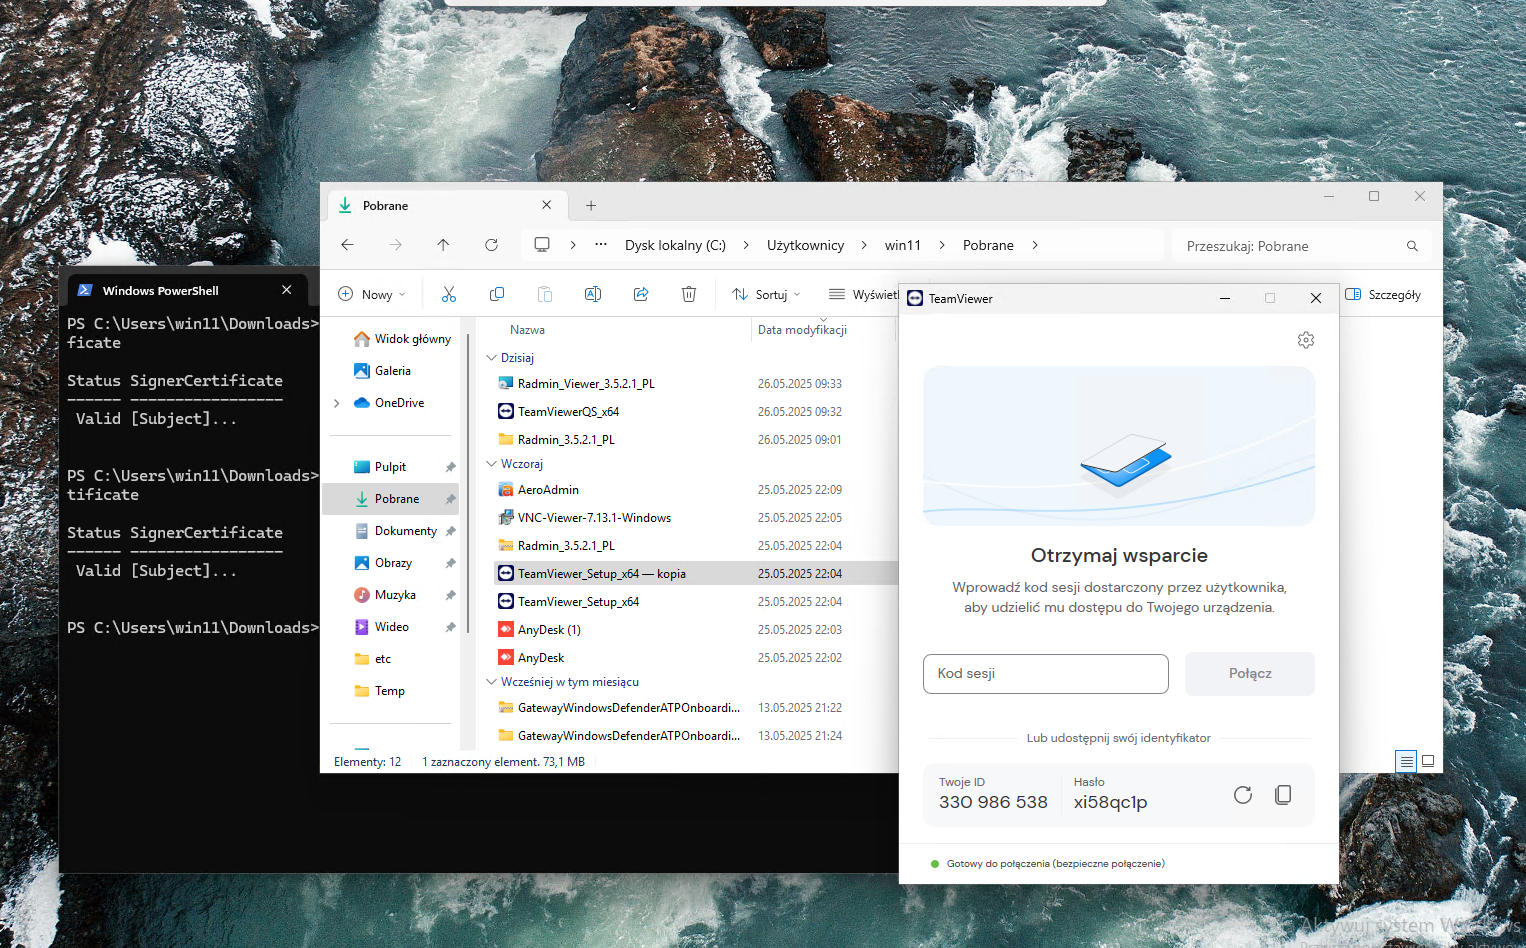 Pobrane
Dysk lokalny (C:)
Użytkownicy
win11
Pobrane
Przeszukaj: Pobrane
Nowy
Sortuj
Szczegóły
Windows PowerShell
PS C:\Users\win11\Downloads>
ficate
Status SignerCertificate
------ -----------------
Valid [Subject]...
PS C:\Users\win11\Downloads>
tificate
Status SignerCertificate
------ -----------------
Valid [Subject]...
PS C:\Users\win11\Downloads>
Widok główny
Galeria
OneDrive
Pulpit
Pobrane
Dokumenty
Obrazy
Muzyka
Wideo
etc
Temp
Nazwa Data modyfikacji
Dzisiaj
Radmin_Viewer_3.5.2.1_PL 26.05.2025 09:33
TeamViewerQS_x64 26.05.2025 09:32
Radmin_3.5.2.1_PL 26.05.2025 09:01
Wczoraj
AeroAdmin 25.05.2025 22:09
VNC-Viewer-7.13.1-Windows 25.05.2025 22:05
Radmin_3.5.2.1_PL 25.05.2025 22:04
TeamViewer_Setup_x64 — kopia 25.05.2025 22:04
TeamViewer_Setup_x64 25.05.2025 22:04
AnyDesk (1) 25.05.2025 22:03
AnyDesk 25.05.2025 22:02
Wcześniej w tym miesiącu
GatewayWindowsDefenderATPOnboardi... 13.05.2025 21:22
GatewayWindowsDefenderATPOnboardi... 13.05.2025 21:24
Elementy: 12 1 zaznaczony element. 73,1 MB
TeamViewer
Otrzymaj wsparcie
Wprowadź kod sesji dostarczony przez użytkownika,
aby udzielić mu dostępu do Twojego urządzenia.
Kod sesji
Połącz
Lub udostępnij swój identyfikator
Twoje ID Hasło
330 986 538 xi58qc1p
Gotowy do połączenia (bezpieczne połączenie)
Aktywuj system Windows